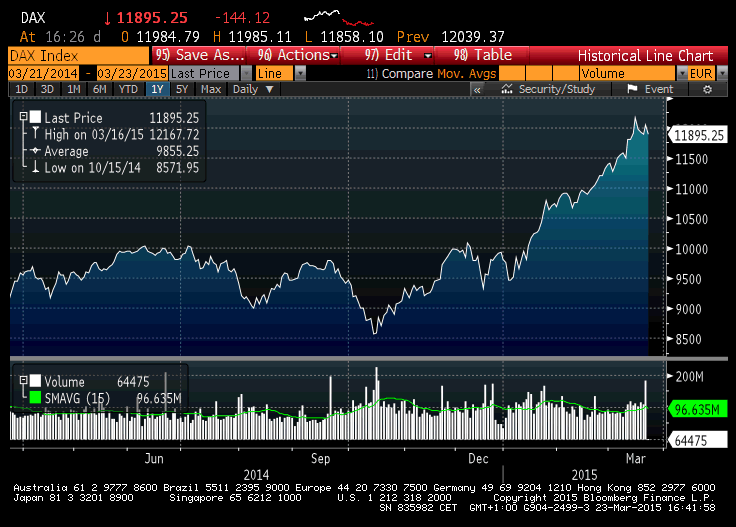 DAX ↓ 11895.25 -144.12
At 16:26 d O 11984.79 H 11985.11 L 11858.10 Prev 12039.37
DAX Index 95) Save As... 96) Actions 97) Edit 98) Table Historical Line Chart
03/21/2014 - 03/23/2015 Last Price Line 11) Compare Mov. Avgs Volume EUR
1D 3D 1M 6M YTD 1Y 5Y Max Daily ▼ « Security/Study Event
Last Price 11895.25
High on 03/16/15 12167.72
Average 9855.25
Low on 10/15/14 8571.95
11895.25
11500
11000
10500
10000
9500
9000
8500
Volume 64475
SMAVG (15) 96.635M
200M
96.635M
64475
Jun Sep Dec Mar
2014 2015
Australia 61 2 9777 8600 Brazil 5511 2395 9000 Europe 44 20 7330 7500 Germany 49 69 9204 1210 Hong Kong 852 2977 6000
Japan 81 3 3201 8900 Singapore 65 6212 1000 U.S. 1 212 318 2000 Copyright 2015 Bloomberg Finance L.P.
SN 835982 CET GMT+1:00 G904-2499-3 23-Mar-2015 16:41:58